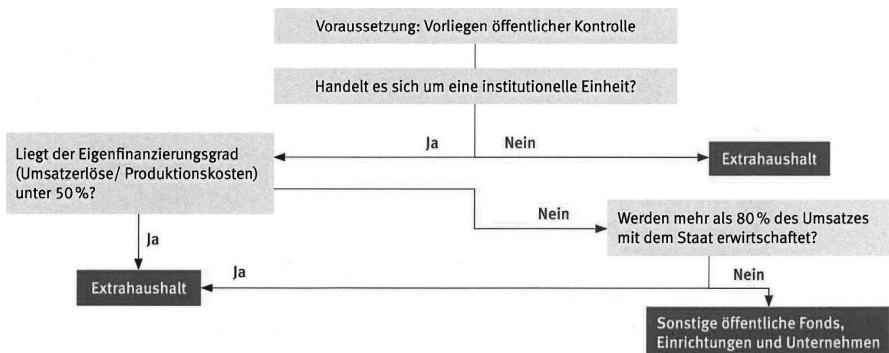 Voraussetzung: Vorliegen öffentlicher Kontrolle
Handelt es sich um eine institutionelle Einheit?
Ja
Nein
Liegt der Eigenfinanzierungsgrad
(Umsatzerlöse/ Produktionskosten)
unter 50 %?
Extrahaushalt
Nein
Werden mehr als 80 % des Umsatzes
mit dem Staat erwirtschaftet?
Ja
Ja
Nein
Extrahaushalt
Sonstige öffentliche Fonds,
Einrichtungen und Unternehmen